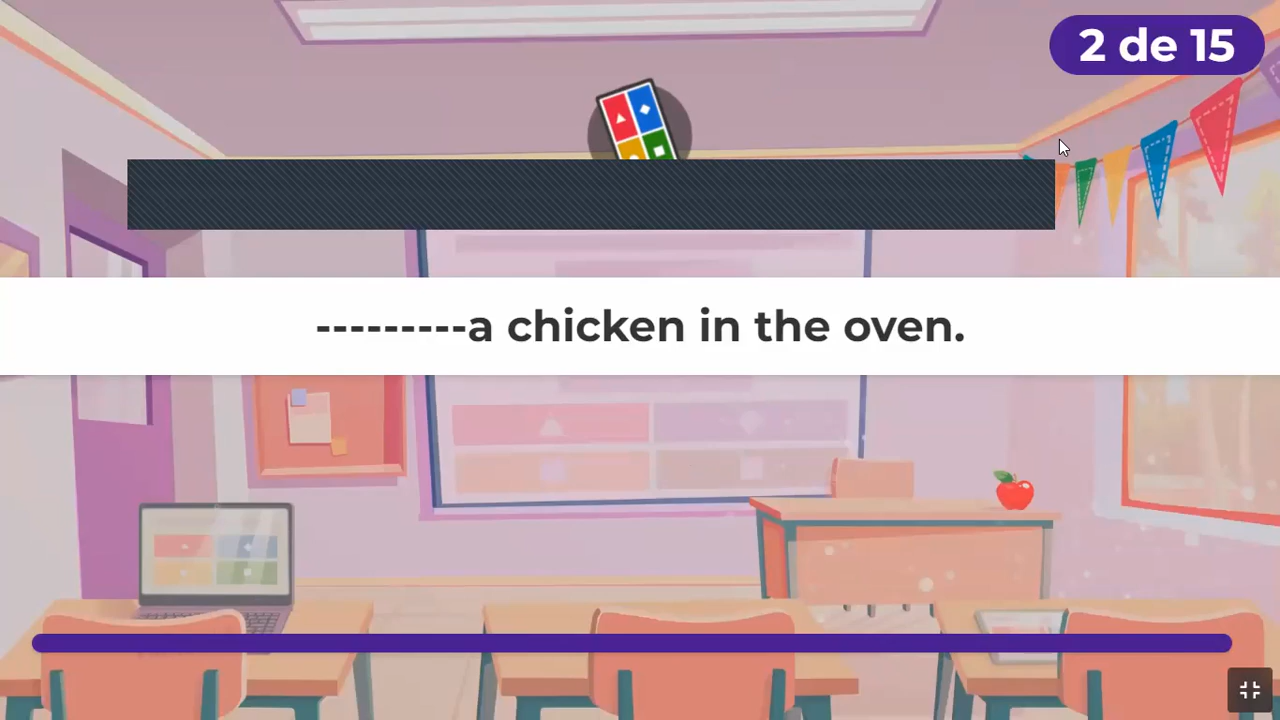 2 de 15
---------a chicken in the oven.